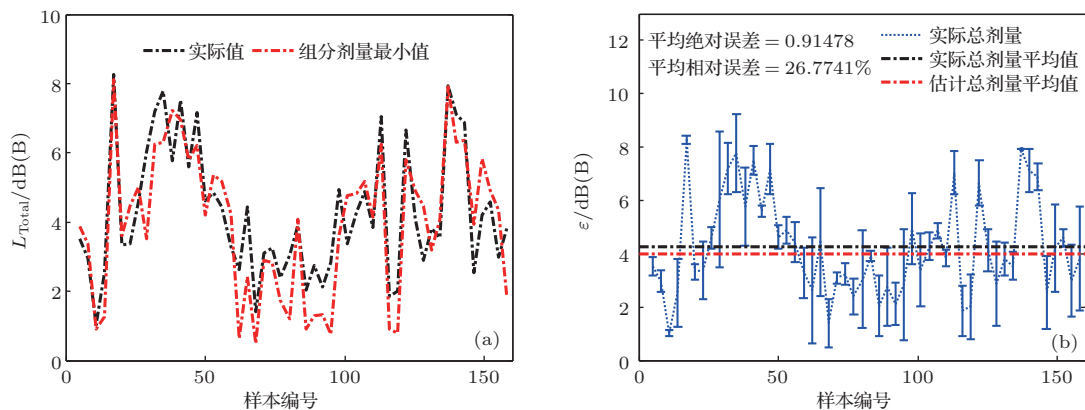 10
8
6
4
2
0
0
50
100
150
L_Total/dB(B)
实际值
组分剂量最小值
(a)
样本编号
12
10
8
6
4
2
0
0
50
100
150
ε/dB(B)
平均绝对误差 = 0.91478
平均相对误差 = 26.7741%
实际总剂量
实际总剂量平均值
估计总剂量平均值
(b)
样本编号